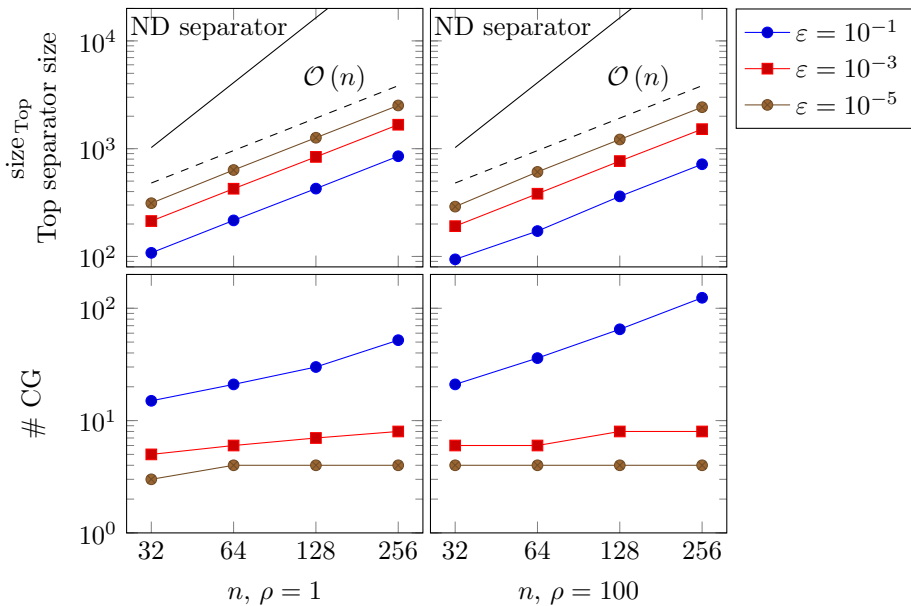 size_Top
Top separator size
10^4
10^3
10^2
ND separator
O (n)
ND separator
O (n)
ε = 10^−1
ε = 10^−3
ε = 10^−5
# CG
10^2
10^1
10^0
32 64 128 256
32 64 128 256
n, ρ = 1
n, ρ = 100